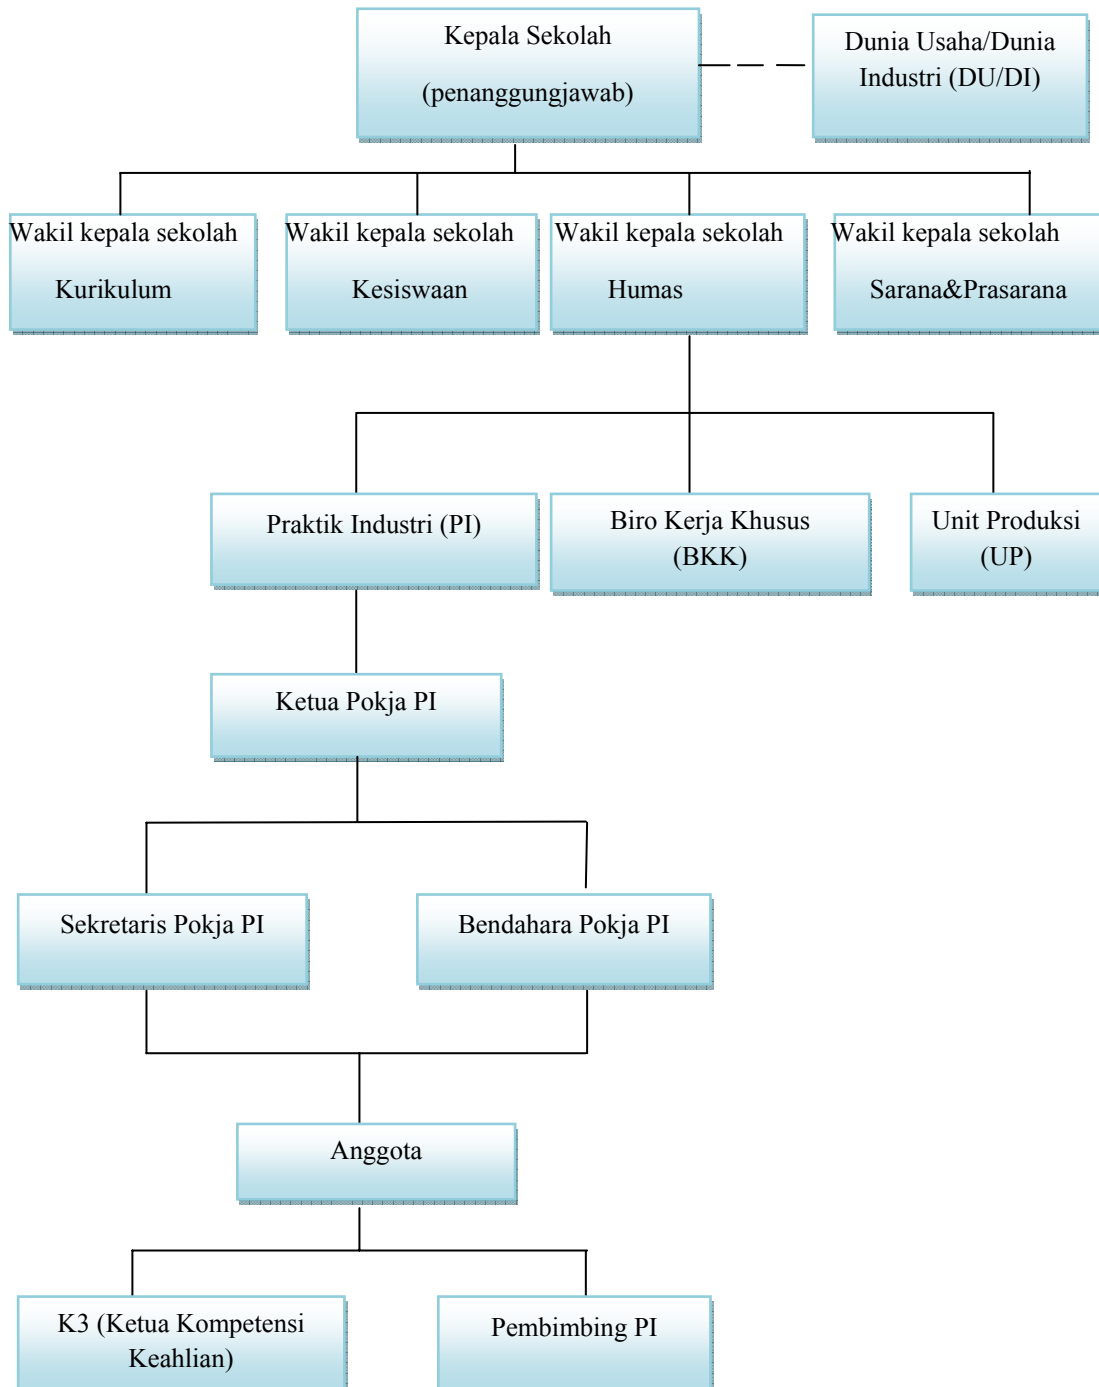 Kepala Sekolah
(penanggungjawab)
Dunia Usaha/Dunia
Industri (DU/DI)
Wakil kepala sekolah
Kurikulum
Wakil kepala sekolah
Kesiswaan
Wakil kepala sekolah
Humas
Wakil kepala sekolah
Sarana&Prasarana
Praktik Industri (PI)
Biro Kerja Khusus
(BKK)
Unit Produksi
(UP)
Ketua Pokja PI
Sekretaris Pokja PI
Bendahara Pokja PI
Anggota
K3 (Ketua Kompetensi
Keahlian)
Pembimbing PI